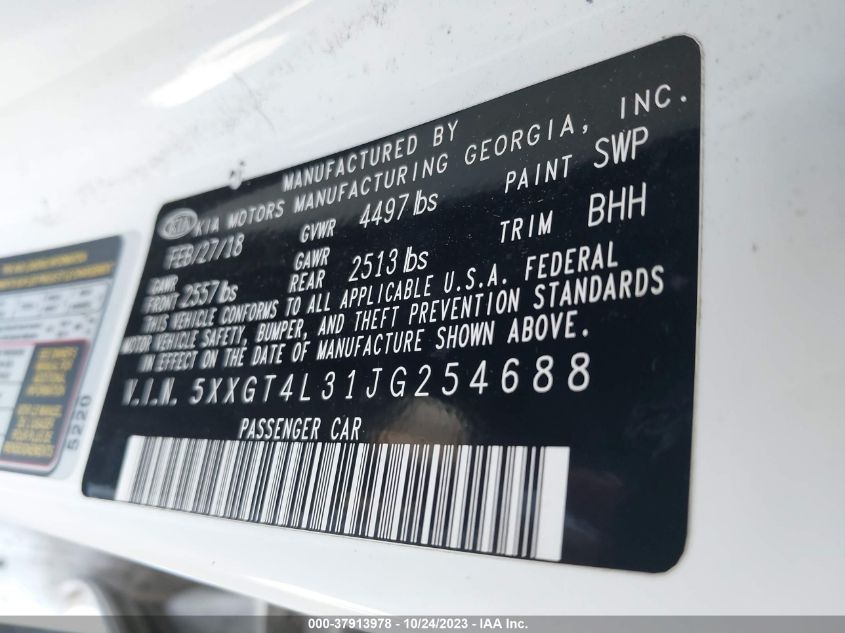 MANUFACTURED BY
KIA KIA MOTORS MANUFACTURING GEORGIA, INC.
FEB/27/18 GVWR 4497 lbs PAINT SWP
GAWR FRONT 2557 lbs GAWR REAR 2513 lbs TRIM BHH
THIS VEHICLE CONFORMS TO ALL APPLICABLE U.S.A. FEDERAL
MOTOR VEHICLE SAFETY, BUMPER, AND THEFT PREVENTION STANDARDS
IN EFFECT ON THE DATE OF MANUFACTURE SHOWN ABOVE.
V.I.N. 5XXGT4L31JG254688
PASSENGER CAR
5220
000-37913978 - 10/24/2023 - IAA Inc.